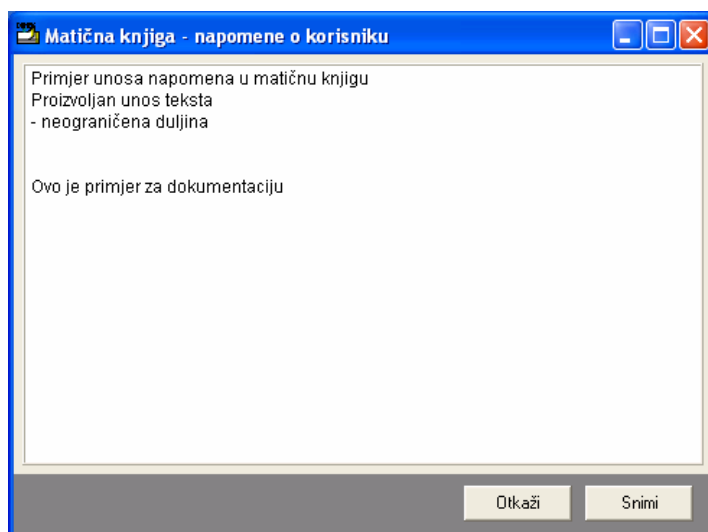 Matična knjiga - napomene o korisniku
Primjer unosa napomena u matičnu knjigu
Proizvoljan unos teksta
- neograničena duljina
Ovo je primjer za dokumentaciju
Otkaži
Snimi